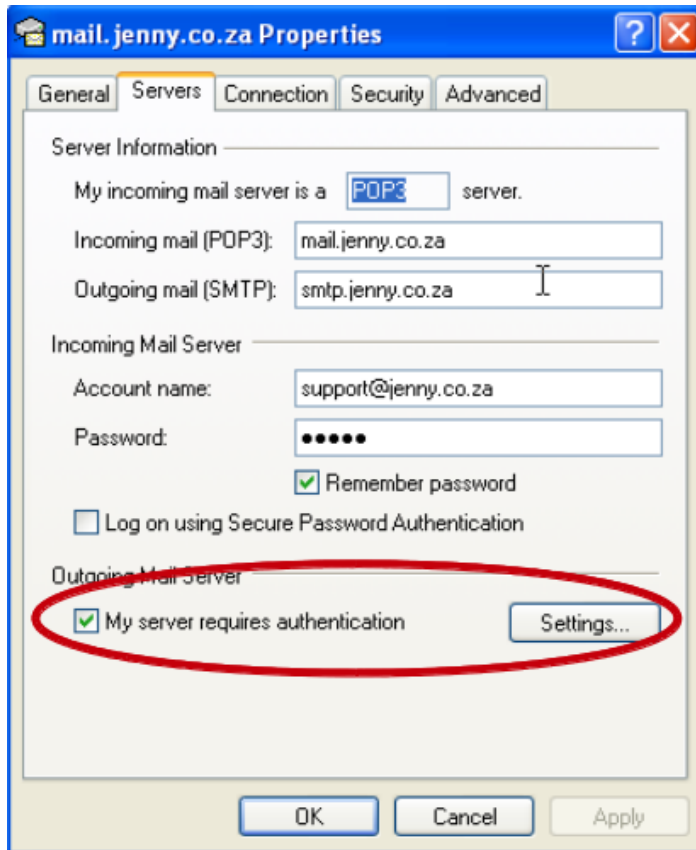 mail.jenny.co.za Properties
General Servers Connection Security Advanced
Server Information
My incoming mail server is a POP3 server.
Incoming mail (POP3): mail.jenny.co.za
Outgoing mail (SMTP): smtp.jenny.co.za
Incoming Mail Server
Account name: support@jenny.co.za
Password: •••••
Remember password
Log on using Secure Password Authentication
Outgoing Mail Server
My server requires authentication Settings...
OK Cancel Apply